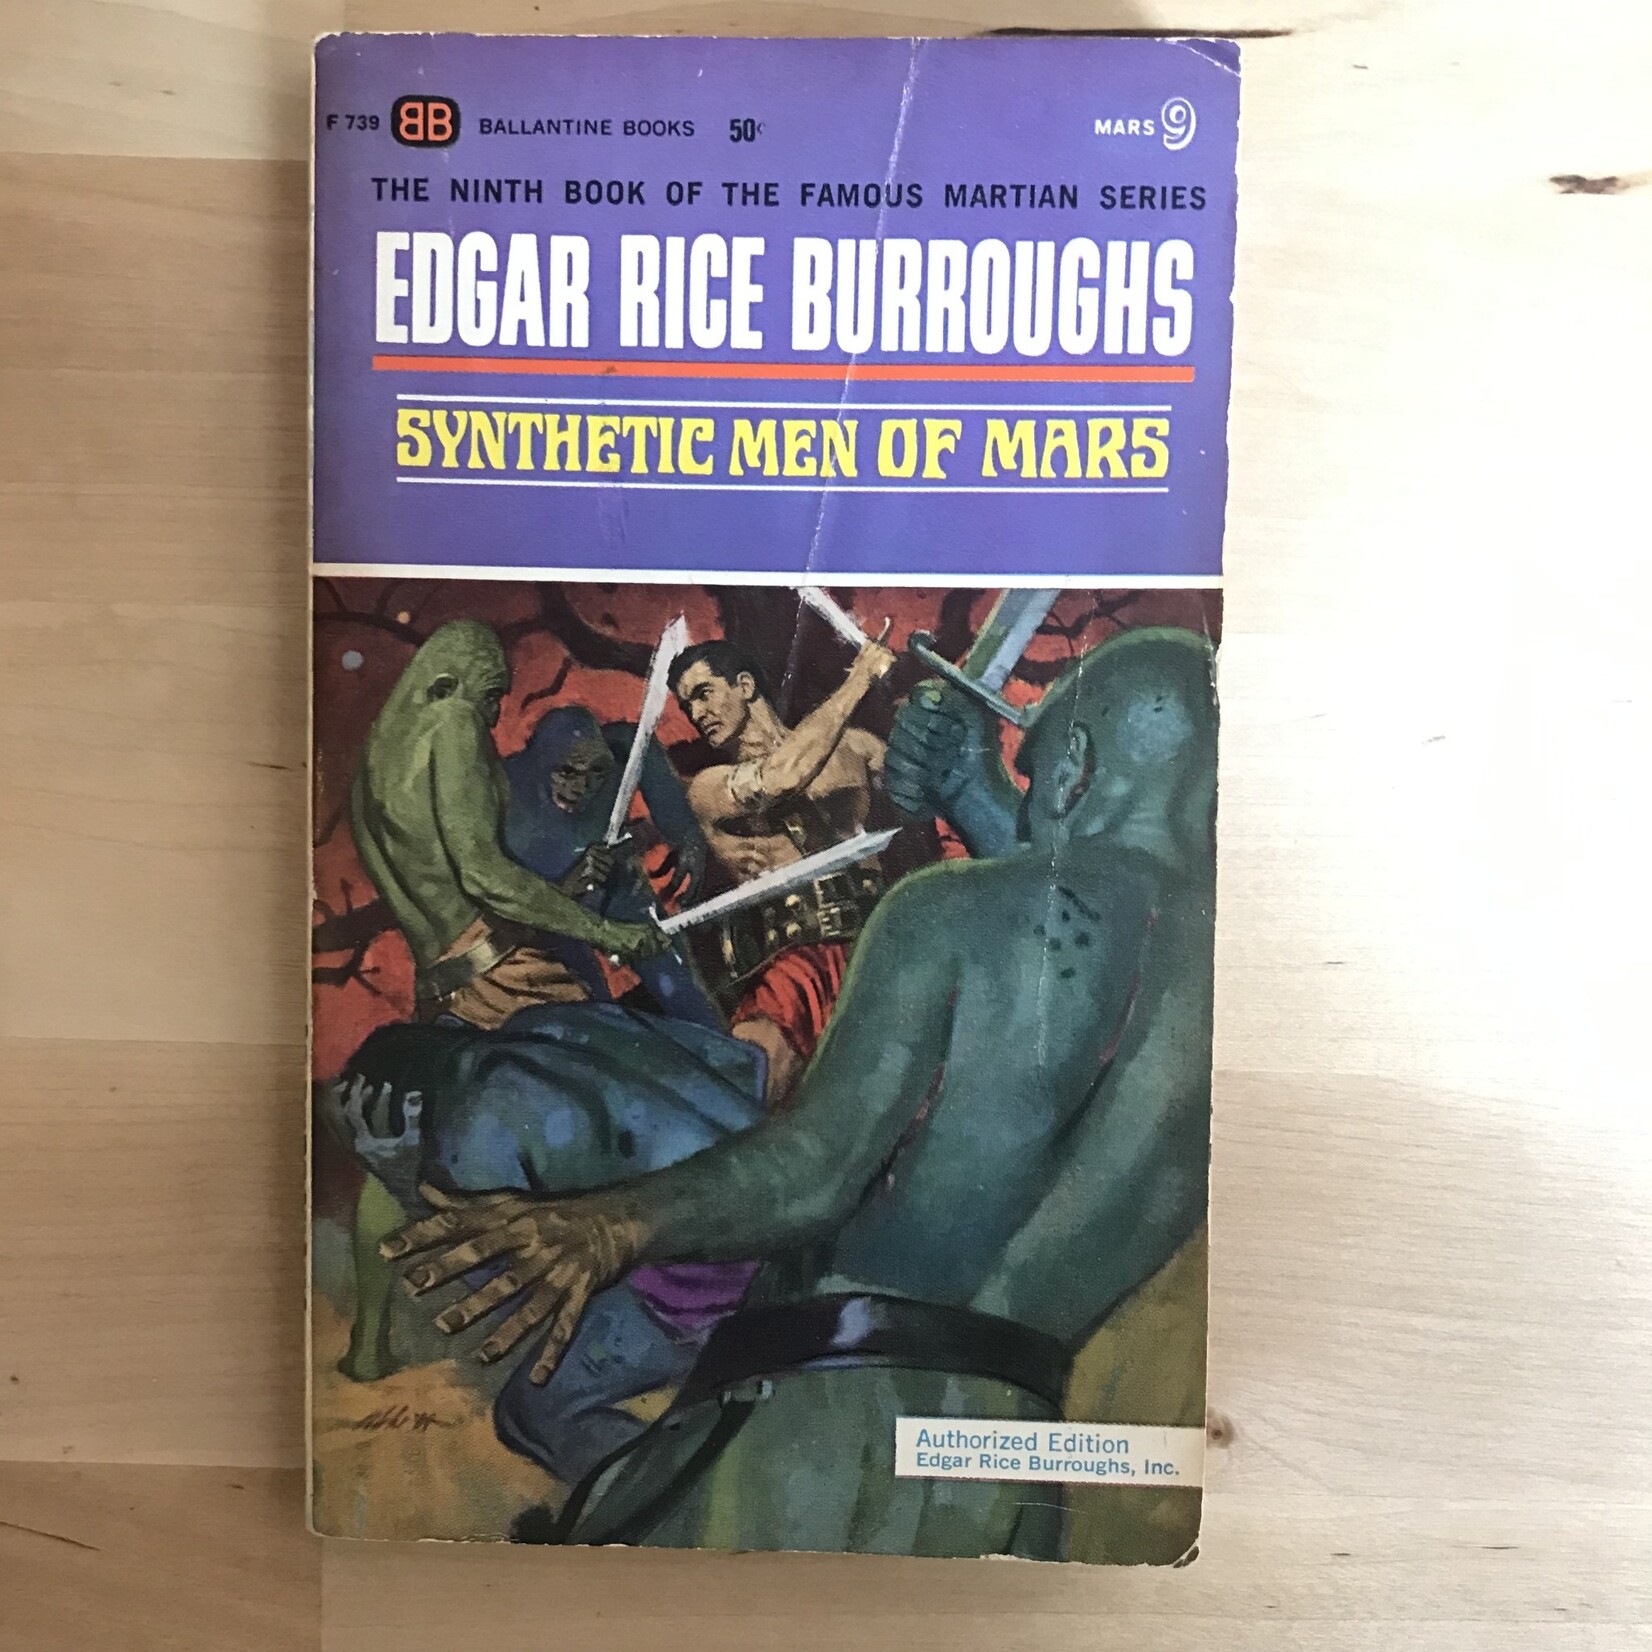 F 739 BB BALLANTINE BOOKS 50¢ MARS 9
THE NINTH BOOK OF THE FAMOUS MARTIAN SERIES
EDGAR RICE BURROUGHS
SYNTHETIC MEN OF MARS
Authorized Edition
Edgar Rice Burroughs, Inc.